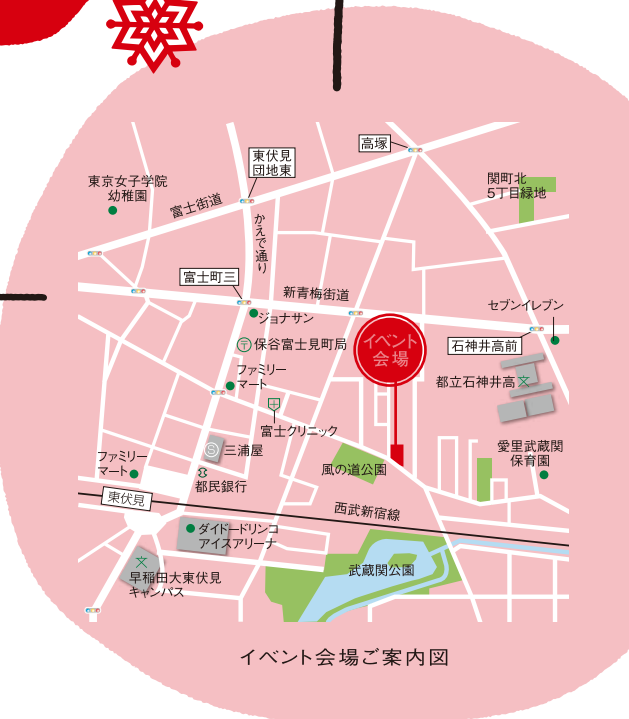 高塚
東伏見
団地東
東京女子学院
幼稚園
関町北
5丁目緑地
富士街道
かえで通り
富士町三
新青梅街道
セブンイレブン
ジョナサン
イベント
会場
石神井高前
保谷富士見町局
ファミリー
マート
都立石神井高
富士クリニック
三浦屋
愛里武蔵関
保育園
ファミリー
マート
風の道公園
都民銀行
東伏見
西武新宿線
ダイドードリンコ
アイスアリーナ
武蔵関公園
早稲田大東伏見
キャンパス
イベント会場ご案内図